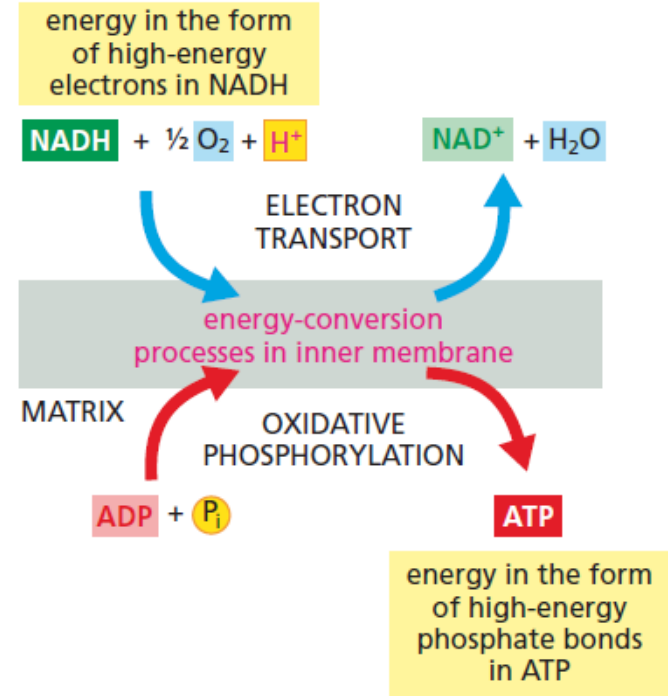 energy in the form
of high-energy
electrons in NADH
NADH + ½ O₂ + H⁺
NAD⁺ + H₂O
ELECTRON
TRANSPORT
energy-conversion
processes in inner membrane
MATRIX
OXIDATIVE
PHOSPHORYLATION
ADP + Pᵢ
ATP
energy in the form
of high-energy
phosphate bonds
in ATP